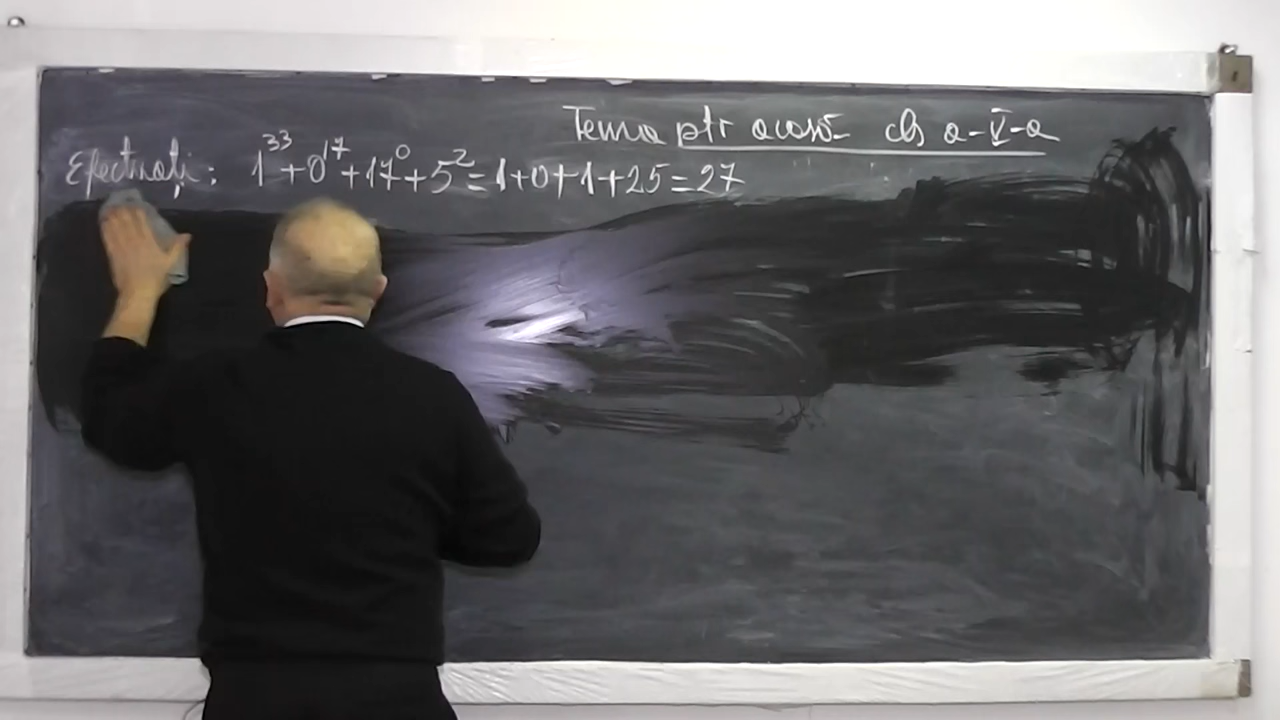 Tema ptr acasă cls a-V-a
Efectuați: 1³³+0¹⁷+17⁰+5²=1+0+1+25=27